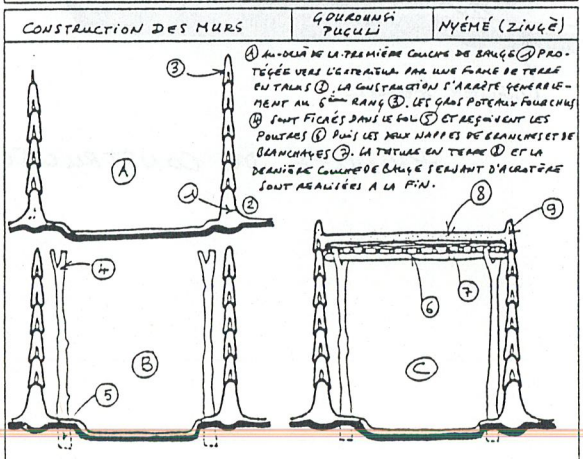 CONSTRUCTION DES MURS
GOUROUNSI
PUGULI
NYÉMÉ (ZINGÈ)
① AU-DELÀ DE LA PREMIÈRE COUCHE DE BAUGE ① PRO-
TÉGÉE VERS L'EXTERIEUR PAR UNE FORME DE TERRE
EN TALUS ②. LA CONSTRUCTION S'ARRÊTE GENERALE-
MENT AU 6ème RANG ③. LES GROS POTEAUX FOURCHUS
④ SONT FICHÉS DANS LE SOL ⑤ ET REÇOIVENT LES
POUTRES ⑥ PUIS LES DEUX NAPPES DE BRANCHES ET DE
BRANCHAGES ⑦. LA TOITURE EN TERRE ⑧ ET LA
DERNIÈRE COUCHE DE BAUGE SERVANT D'ACROTÈRE
SONT REALISÉES A LA FIN.
3
A
1
2
8
9
4
6
7
B
C
5